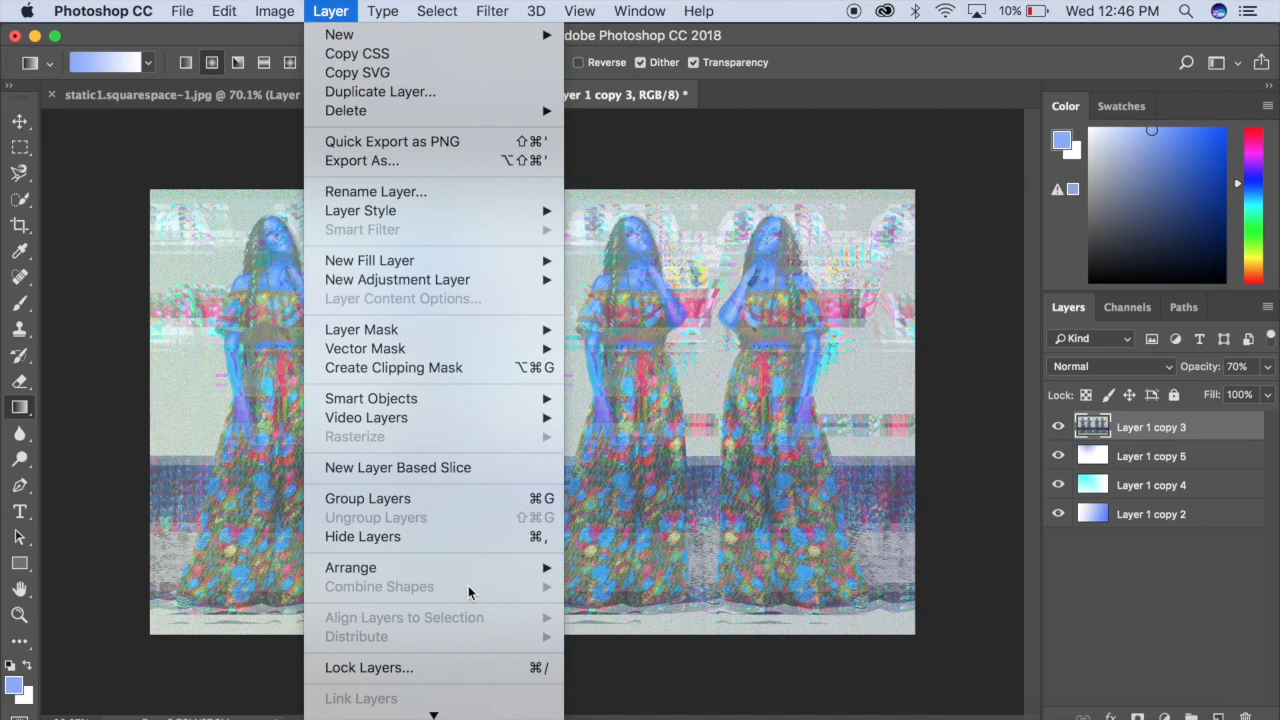 Photoshop CC File Edit Image Layer Type Select Filter 3D View Window Help 10% Wed 12:46 PM
Adobe Photoshop CC 2018
Reverse Dither Transparency
static1.squarespace-1.jpg @ 70.1% (Layer
yer 1 copy 3, RGB/8) *
New
Copy CSS
Copy SVG
Duplicate Layer...
Delete
Quick Export as PNG ⇧⌘'
Export As... ⌥⇧⌘'
Rename Layer...
Layer Style
Smart Filter
New Fill Layer
New Adjustment Layer
Layer Content Options...
Layer Mask
Vector Mask
Create Clipping Mask ⌥⌘G
Smart Objects
Video Layers
Rasterize
New Layer Based Slice
Group Layers ⌘G
Ungroup Layers ⇧⌘G
Hide Layers ⌘,
Arrange
Combine Shapes
Align Layers to Selection
Distribute
Lock Layers... ⌘/
Link Layers
Color Swatches
Layers Channels Paths
Kind
Normal Opacity: 70%
Lock: Fill: 100%
Layer 1 copy 3
Layer 1 copy 5
Layer 1 copy 4
Layer 1 copy 2